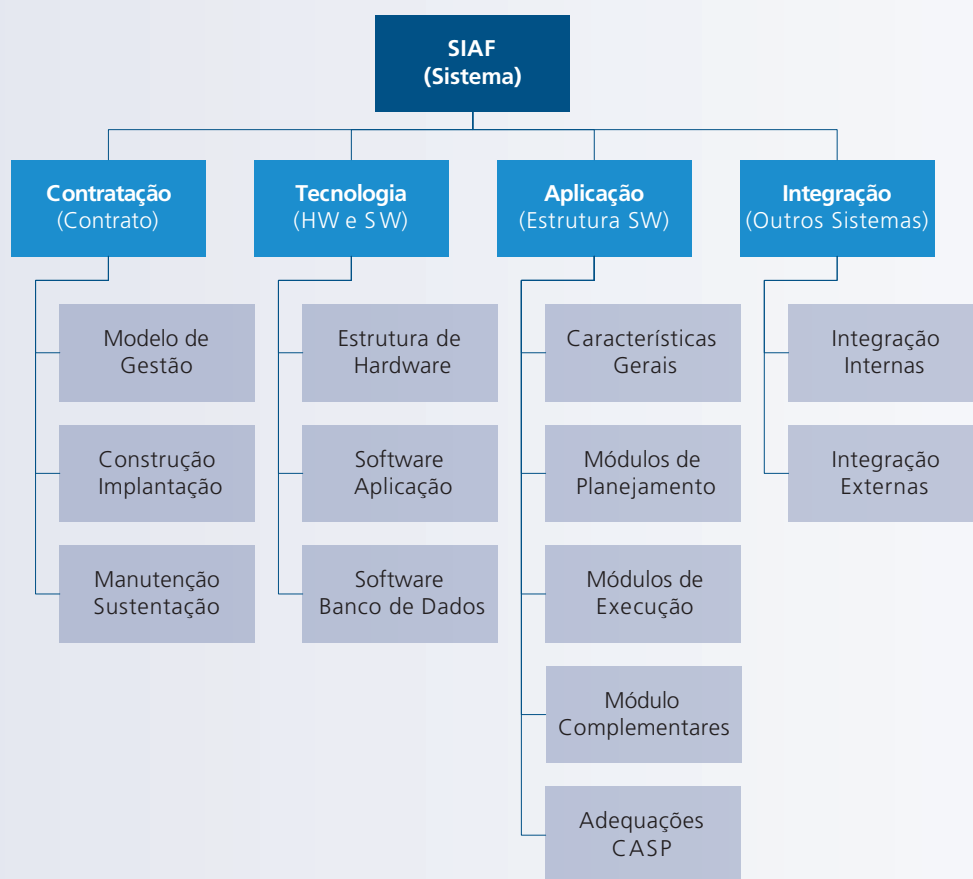 SIAF
(Sistema)
Contratação
(Contrato)
Tecnologia
(HW e SW)
Aplicação
(Estrutura SW)
Integração
(Outros Sistemas)
Modelo de
Gestão
Construção
Implantação
Manutenção
Sustentação
Estrutura de
Hardware
Software
Aplicação
Software
Banco de Dados
Características
Gerais
Módulos de
Planejamento
Módulos de
Execução
Módulo
Complementares
Adequações
CASP
Integração
Internas
Integração
Externas